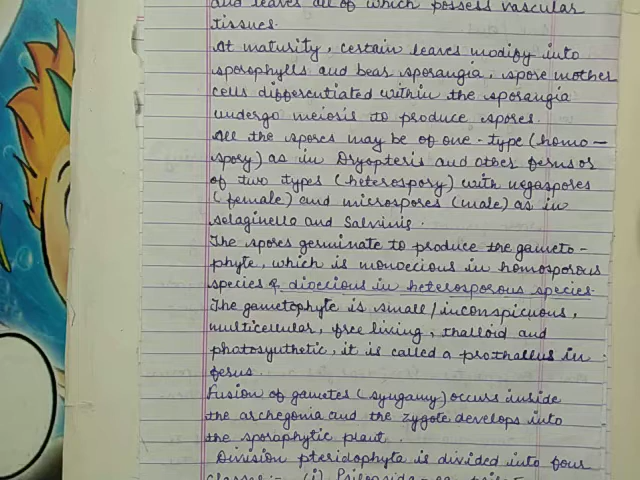 and leaves all of which possess vascular
tissues.
At maturity, certain leaves modify into
sporophylls and bear sporangia, spore mother
cells differentiated within the sporangia
undergo meiosis to produce spores.
All the spores may be of one - type (homo -
spory) as in Dryopteris and other ferns or
of two types (heterospory) with megaspores
(female) and microspores (male) as in
selaginella and Salvinis.
The spores germinate to produce the gameto -
phyte, which is monoecious in homosporous
species & dioecious in heterosporous species.
The gametophyte is small/inconspicuous,
multicellular, free living, thalloid and
photosynthetic, it is called a prothallus in
ferns.
Fusion of gametes (syngamy) occurs inside
the archegonia and the zygote develops into
the sporophytic plant.
Division pteridophyta is divided into four
classes :- (i) Psilopsida -